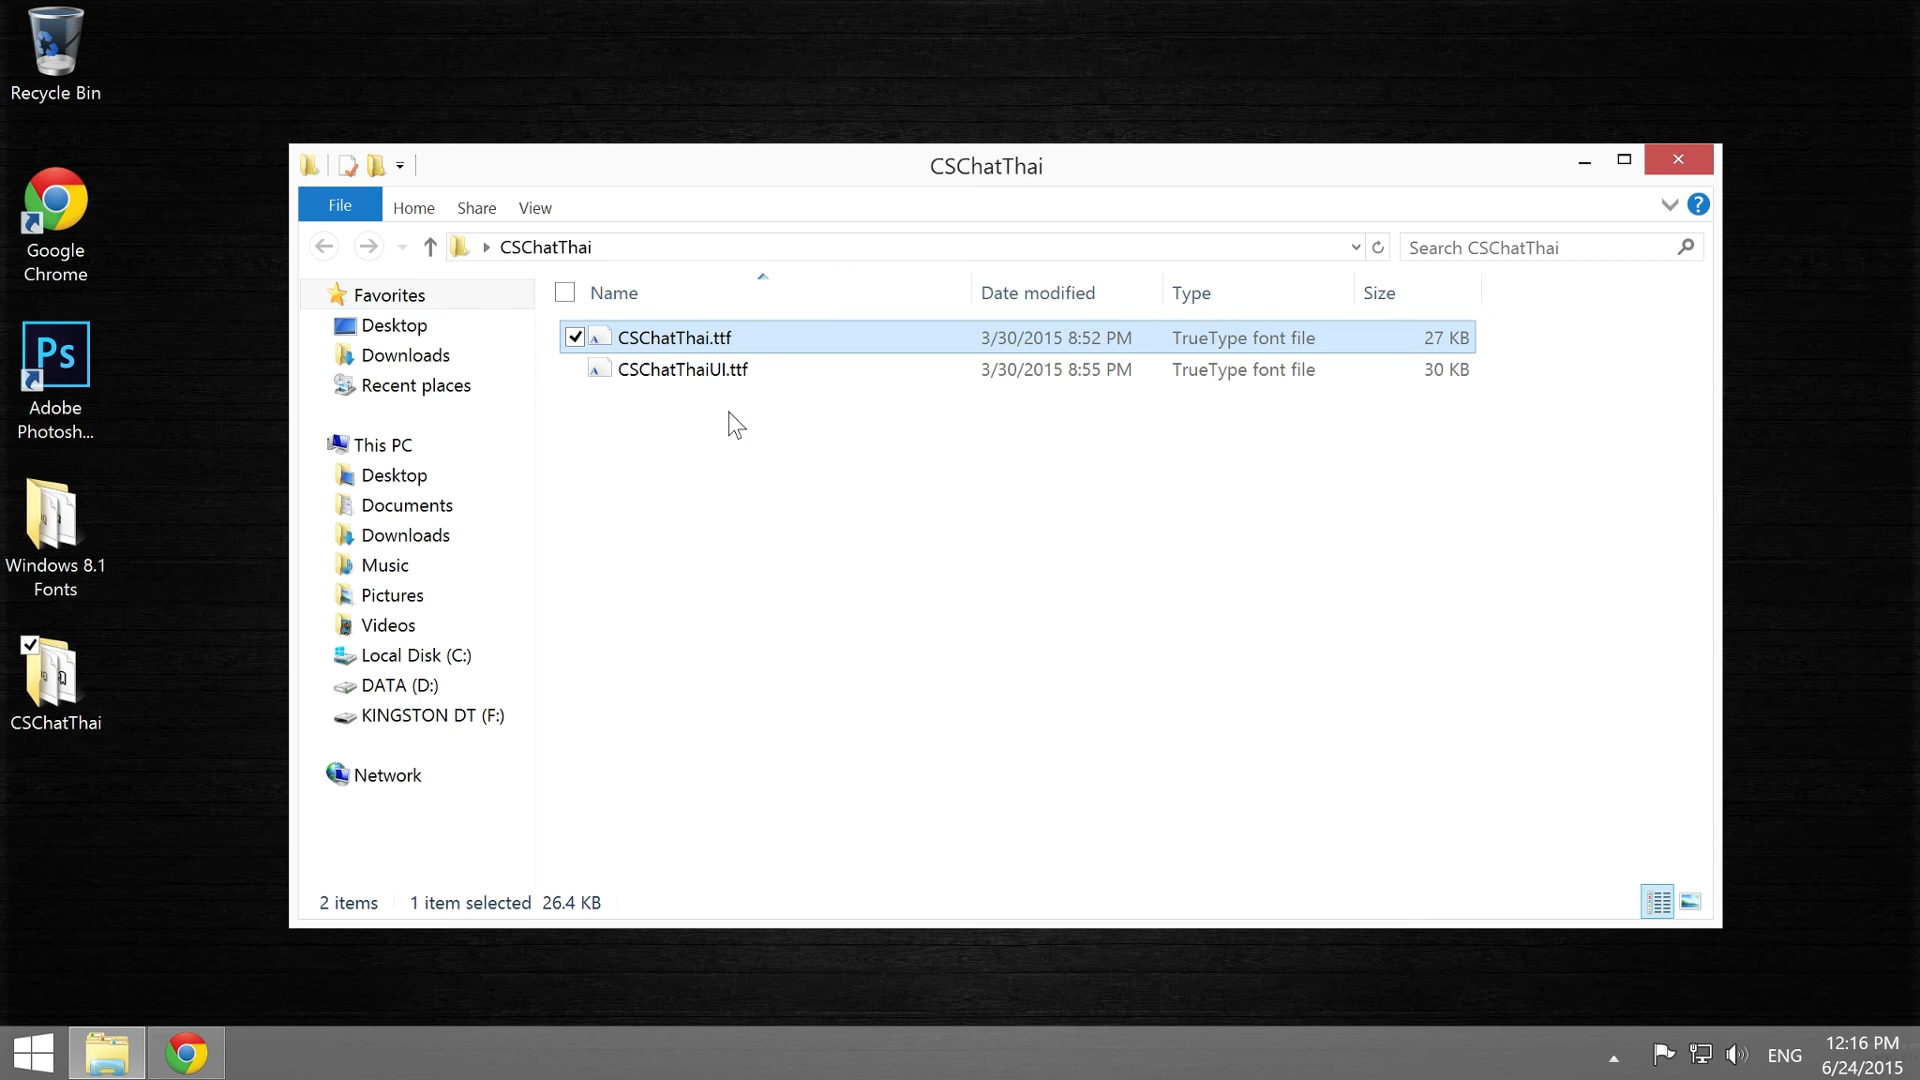 Recycle Bin
Google
Chrome
Ps
Adobe
Photosh...
Windows 8.1
Fonts
CSChatThai
CSChatThai
File Home Share View
CSChatThai
Search CSChatThai
Favorites
Desktop
Downloads
Recent places
This PC
Desktop
Documents
Downloads
Music
Pictures
Videos
Local Disk (C:)
DATA (D:)
KINGSTON DT (F:)
Network
Name Date modified Type Size
CSChatThai.ttf 3/30/2015 8:52 PM TrueType font file 27 KB
CSChatThaiUI.ttf 3/30/2015 8:55 PM TrueType font file 30 KB
2 items 1 item selected 26.4 KB
ENG
12:16 PM
6/24/2015